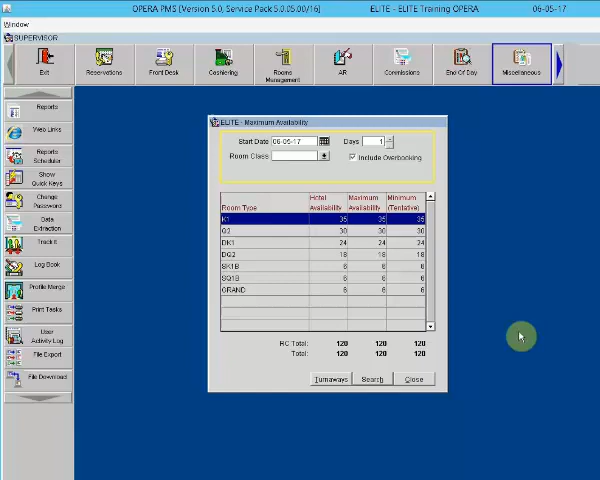 OPERA PMS [Version 5.0, Service Pack 5.0.05.00/16]
ELITE - ELITE Training OPERA
06-05-17
Window
SUPERVISOR
Exit
Reservations
Front Desk
Cashiering
Rooms Management
AR
Commissions
End Of Day
Miscellaneous
Reports
Web Links
Reports Scheduler
Show Quick Keys
Change Password
Data Extraction
Track It
Log Book
Profile Merge
Print Tasks
User Activity Log
File Export
File Download
ELITE - Maximum Availability
Start Date 06-05-17 Days 1
Room Class Include Overbooking
Room Type Hotel Availability Maximum Availability Minimum (Tentative)
K1 35 35 35
Q2 30 30 30
DK1 24 24 24
DQ2 18 18 18
SK1B 6 6 6
SQ1B 6 6 6
GRAND 6 6 6
RC Total: 120 120 120
Total: 120 120 120
Turnaways Search Close